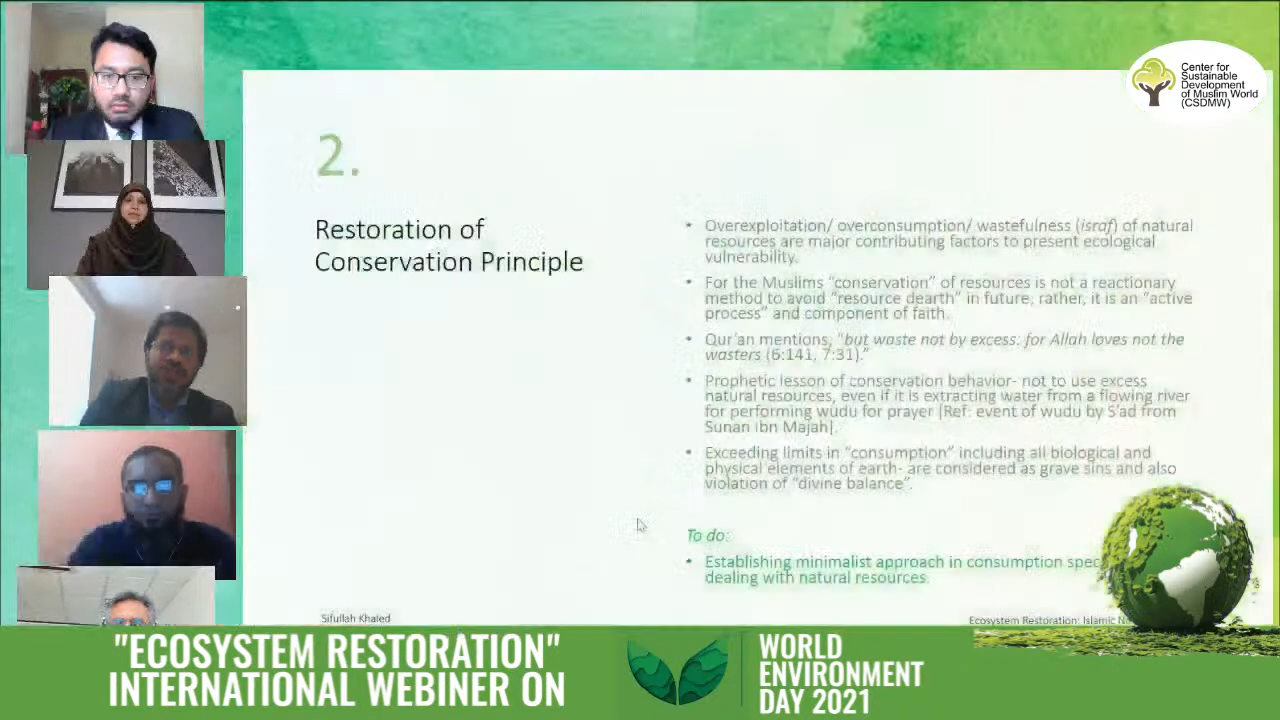 Center for
Sustainable
Development
of Muslim World
(CSDMW)
2.
Restoration of
Conservation Principle
• Overexploitation/ overconsumption/ wastefulness (israf) of natural
resources are major contributing factors to present ecological
vulnerability.
• For the Muslims “conservation” of resources is not a reactionary
method to avoid “resource dearth” in future, rather, it is an “active
process” and component of faith.
• Qur’an mentions, “but waste not by excess: for Allah loves not the
wasters (6:141, 7:31).”
• Prophetic lesson of conservation behavior- not to use excess
natural resources, even if it is extracting water from a flowing river
for performing wudu for prayer [Ref: event of wudu by S’ad from
Sunan ibn Majah].
• Exceeding limits in “consumption” including all biological and
physical elements of earth- are considered as grave sins and also
violation of “divine balance”.
To do:
• Establishing minimalist approach in consumption
dealing with natural resources.
Sifullah Khaled
Ecosystem Restoration: Islamic
"ECOSYSTEM RESTORATION"
INTERNATIONAL WEBINER ON
WORLD
ENVIRONMENT
DAY 2021